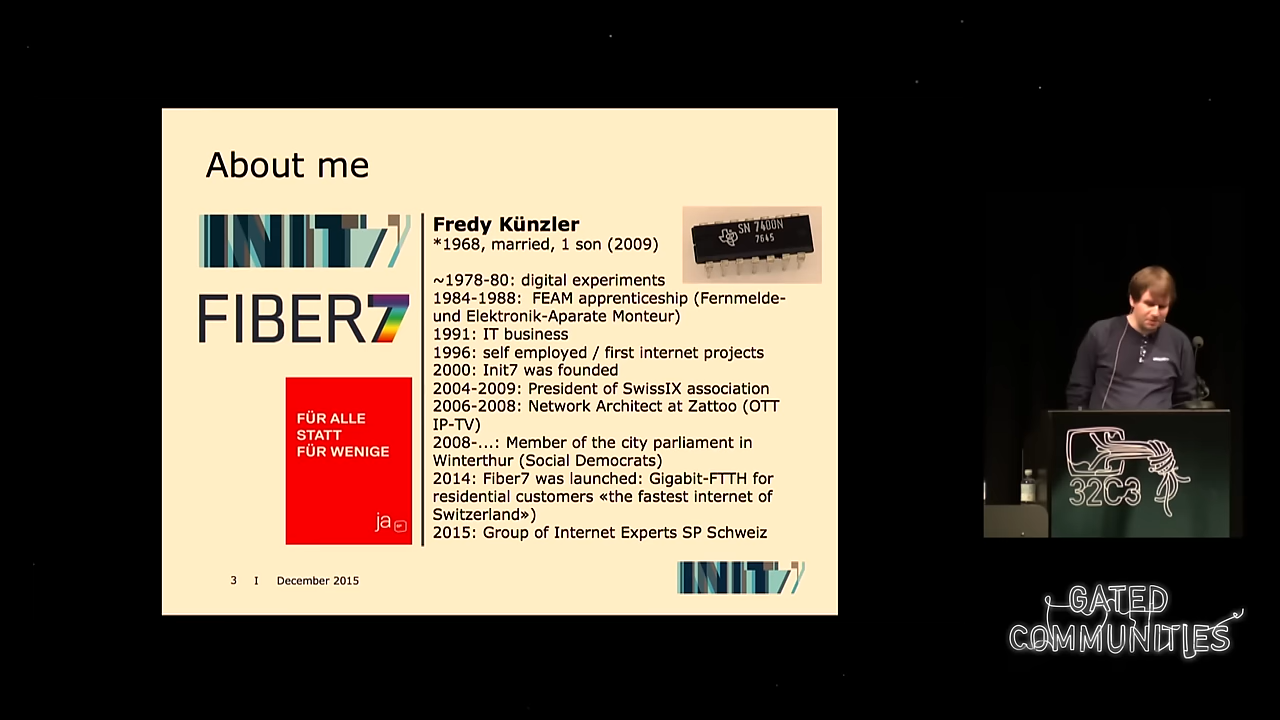 About me
INIT7
FIBER7
FÜR ALLE
STATT
FÜR WENIGE
ja
Fredy Künzler
*1968, married, 1 son (2009)
SN 7400N
7645
~1978-80: digital experiments
1984-1988: FEAM apprenticeship (Fernmelde-
und Elektronik-Aparate Monteur)
1991: IT business
1996: self employed / first internet projects
2000: Init7 was founded
2004-2009: President of SwissIX association
2006-2008: Network Architect at Zattoo (OTT
IP-TV)
2008-...: Member of the city parliament in
Winterthur (Social Democrats)
2014: Fiber7 was launched: Gigabit-FTTH for
residential customers «the fastest internet of
Switzerland»)
2015: Group of Internet Experts SP Schweiz
3 I December 2015
INIT7
32C3
GATED
COMMUNITIES